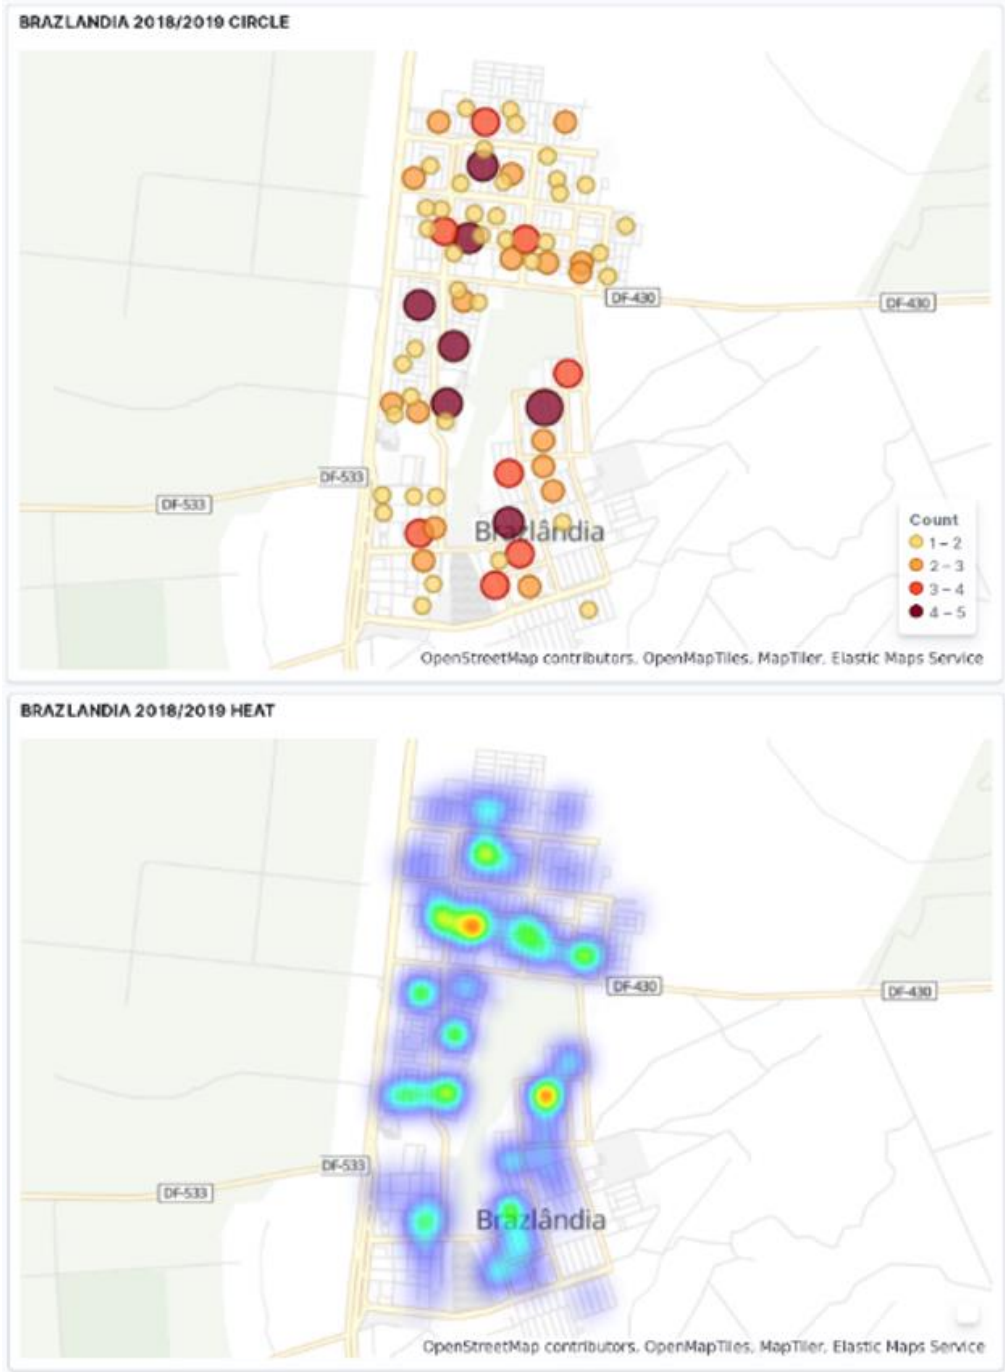 BRAZLANDIA 2018/2019 CIRCLE
DF-430
DF-430
DF-533
DF-533
Brazlândia
Count
1 – 2
2 – 3
3 – 4
4 – 5
OpenStreetMap contributors, OpenMapTiles, MapTiler, Elastic Maps Service
BRAZLANDIA 2018/2019 HEAT
DF-430
DF-430
DF-533
DF-533
Brazlândia
OpenStreetMap contributors, OpenMapTiles, MapTiler, Elastic Maps Service